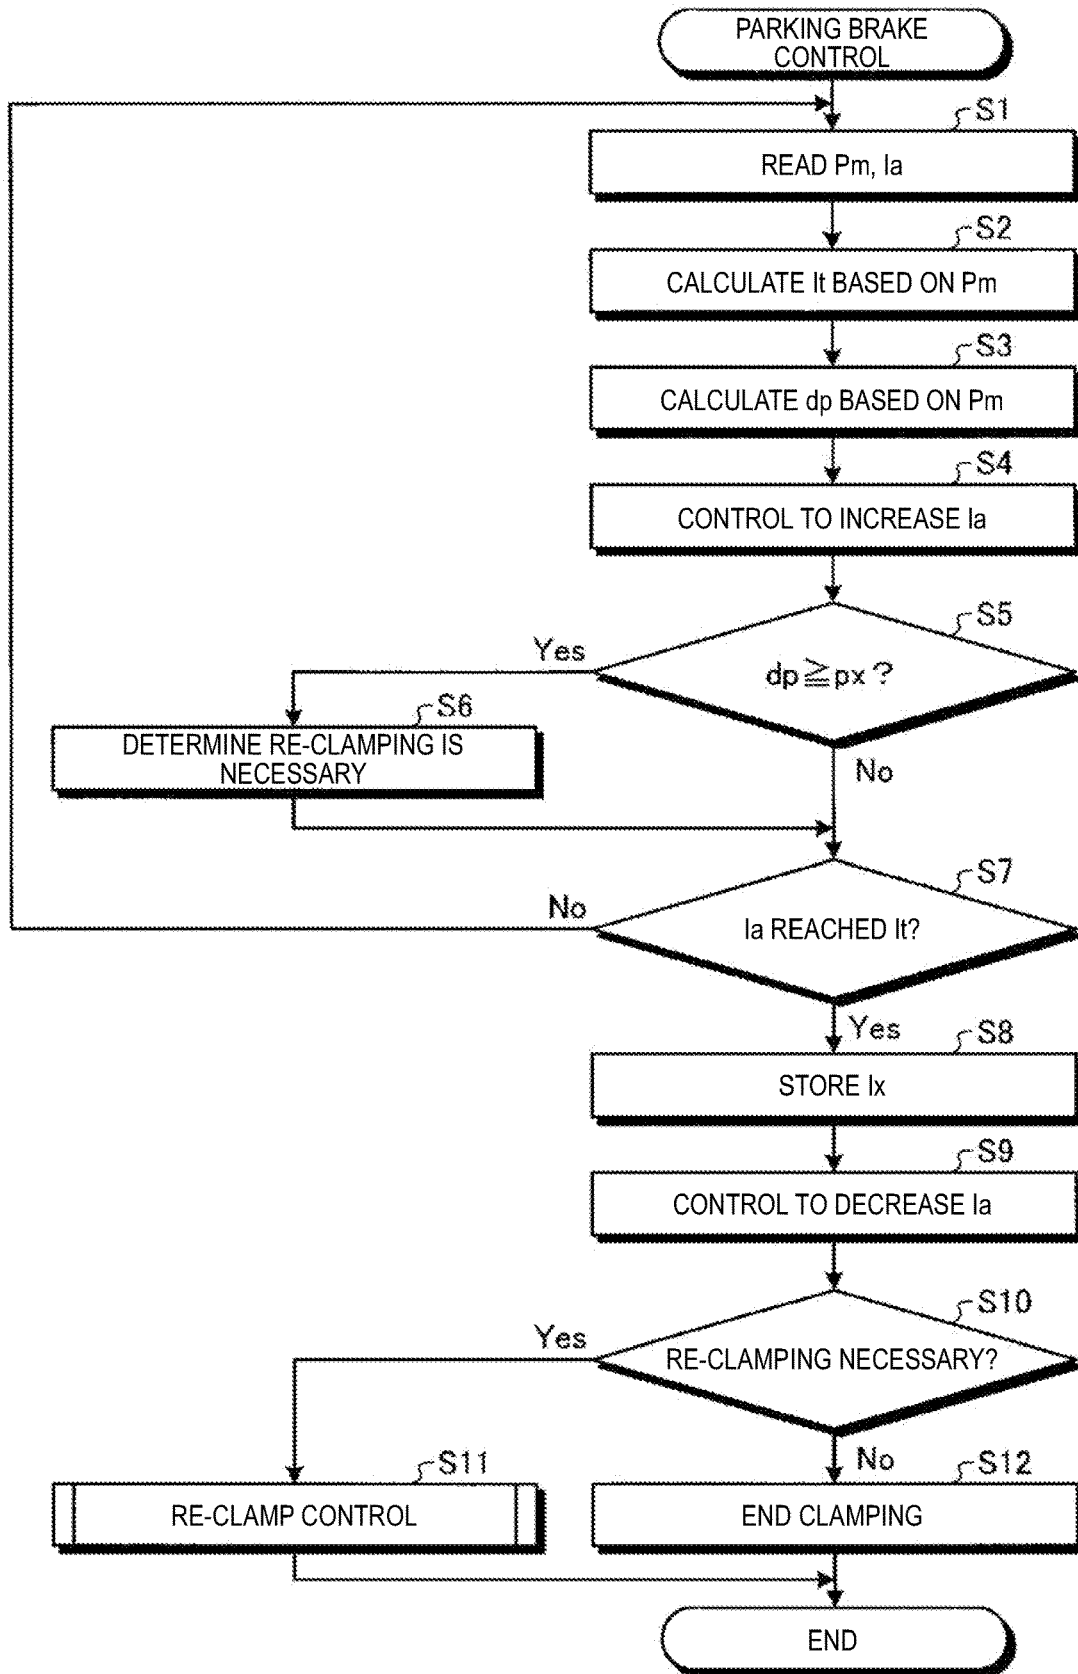 PARKING BRAKE
CONTROL
S1
READ Pm, Ia
S2
CALCULATE It BASED ON Pm
S3
CALCULATE dp BASED ON Pm
S4
CONTROL TO INCREASE Ia
S5
Yes
dp≧px?
S6
DETERMINE RE-CLAMPING IS
NECESSARY
No
S7
No
Ia REACHED It?
Yes
S8
STORE Ix
S9
CONTROL TO DECREASE Ia
S10
Yes
RE-CLAMPING NECESSARY?
No
S11
S12
RE-CLAMP CONTROL
END CLAMPING
END